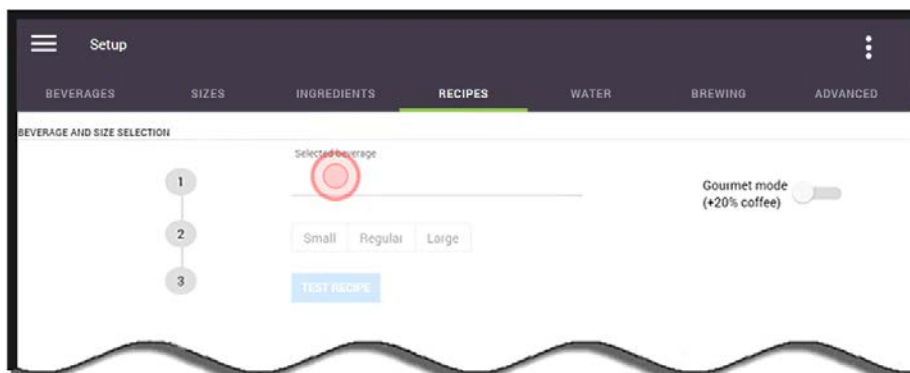 Setup
BEVERAGES SIZES INGREDIENTS RECIPES WATER BREWING ADVANCED
BEVERAGE AND SIZE SELECTION
Selected beverage
1
Gourmet mode
(+20% coffee)
2 Small Regular Large
3 TEST RECIPE